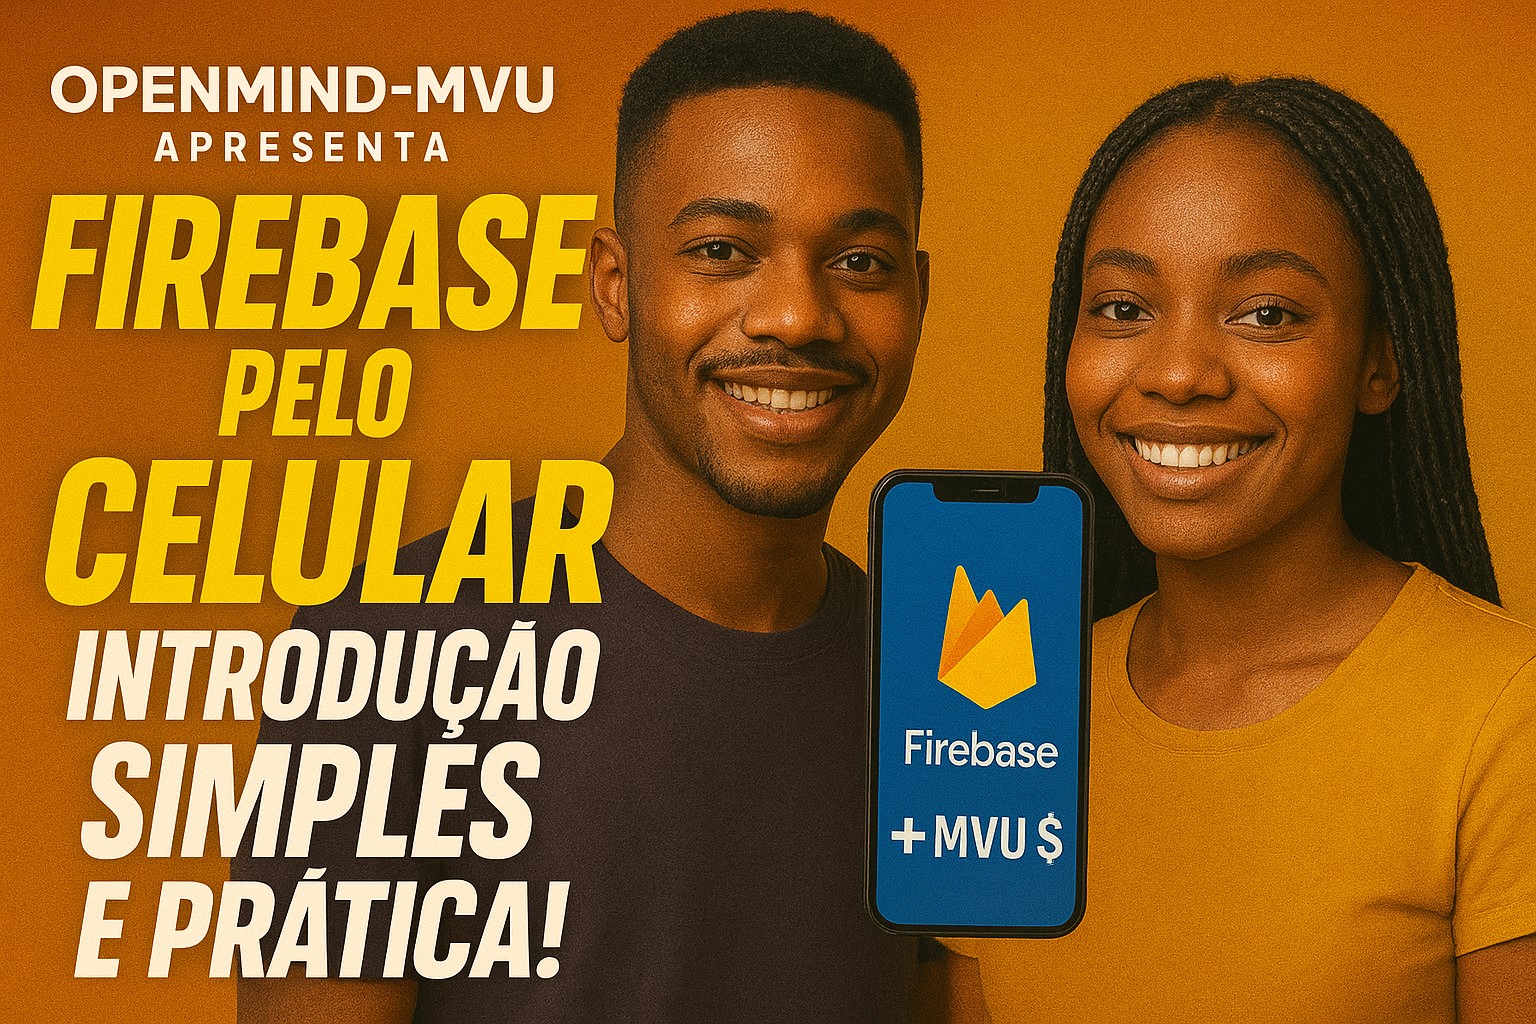 OPENMIND-MVU
APRESENTA
FIREBASE
PELO
CELULAR
INTRODUÇÃO
SIMPLES
E PRÁTICA!
Firebase
+ MVU $